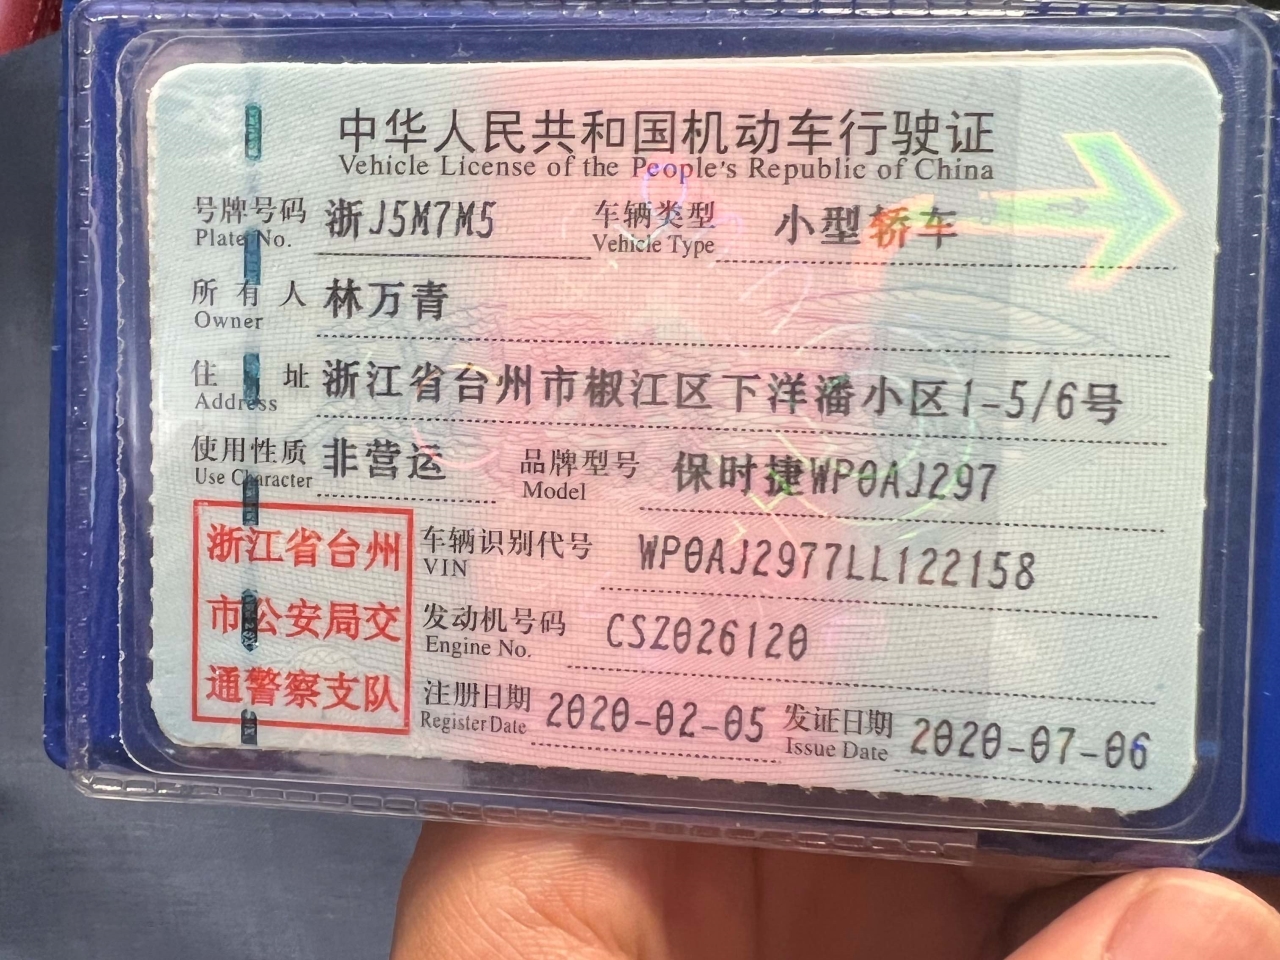 中华人民共和国机动车行驶证
Vehicle License of the People's Republic of China
号牌号码 浙J5M7M5 车辆类型 小型轿车
Plate No. Vehicle Type
所有人 林万青
Owner
住址 浙江省台州市椒江区下洋潘小区1-5/6号
Address
使用性质 非营运 品牌型号 保时捷WP0AJ297
Use Character Model
浙江省台州
市公安局交
通警察支队
车辆识别代号 WP0AJ2977LL122158
VIN
发动机号码 CSZ026120
Engine No.
注册日期 2020-02-05 发证日期 2020-07-06
Register Date Issue Date